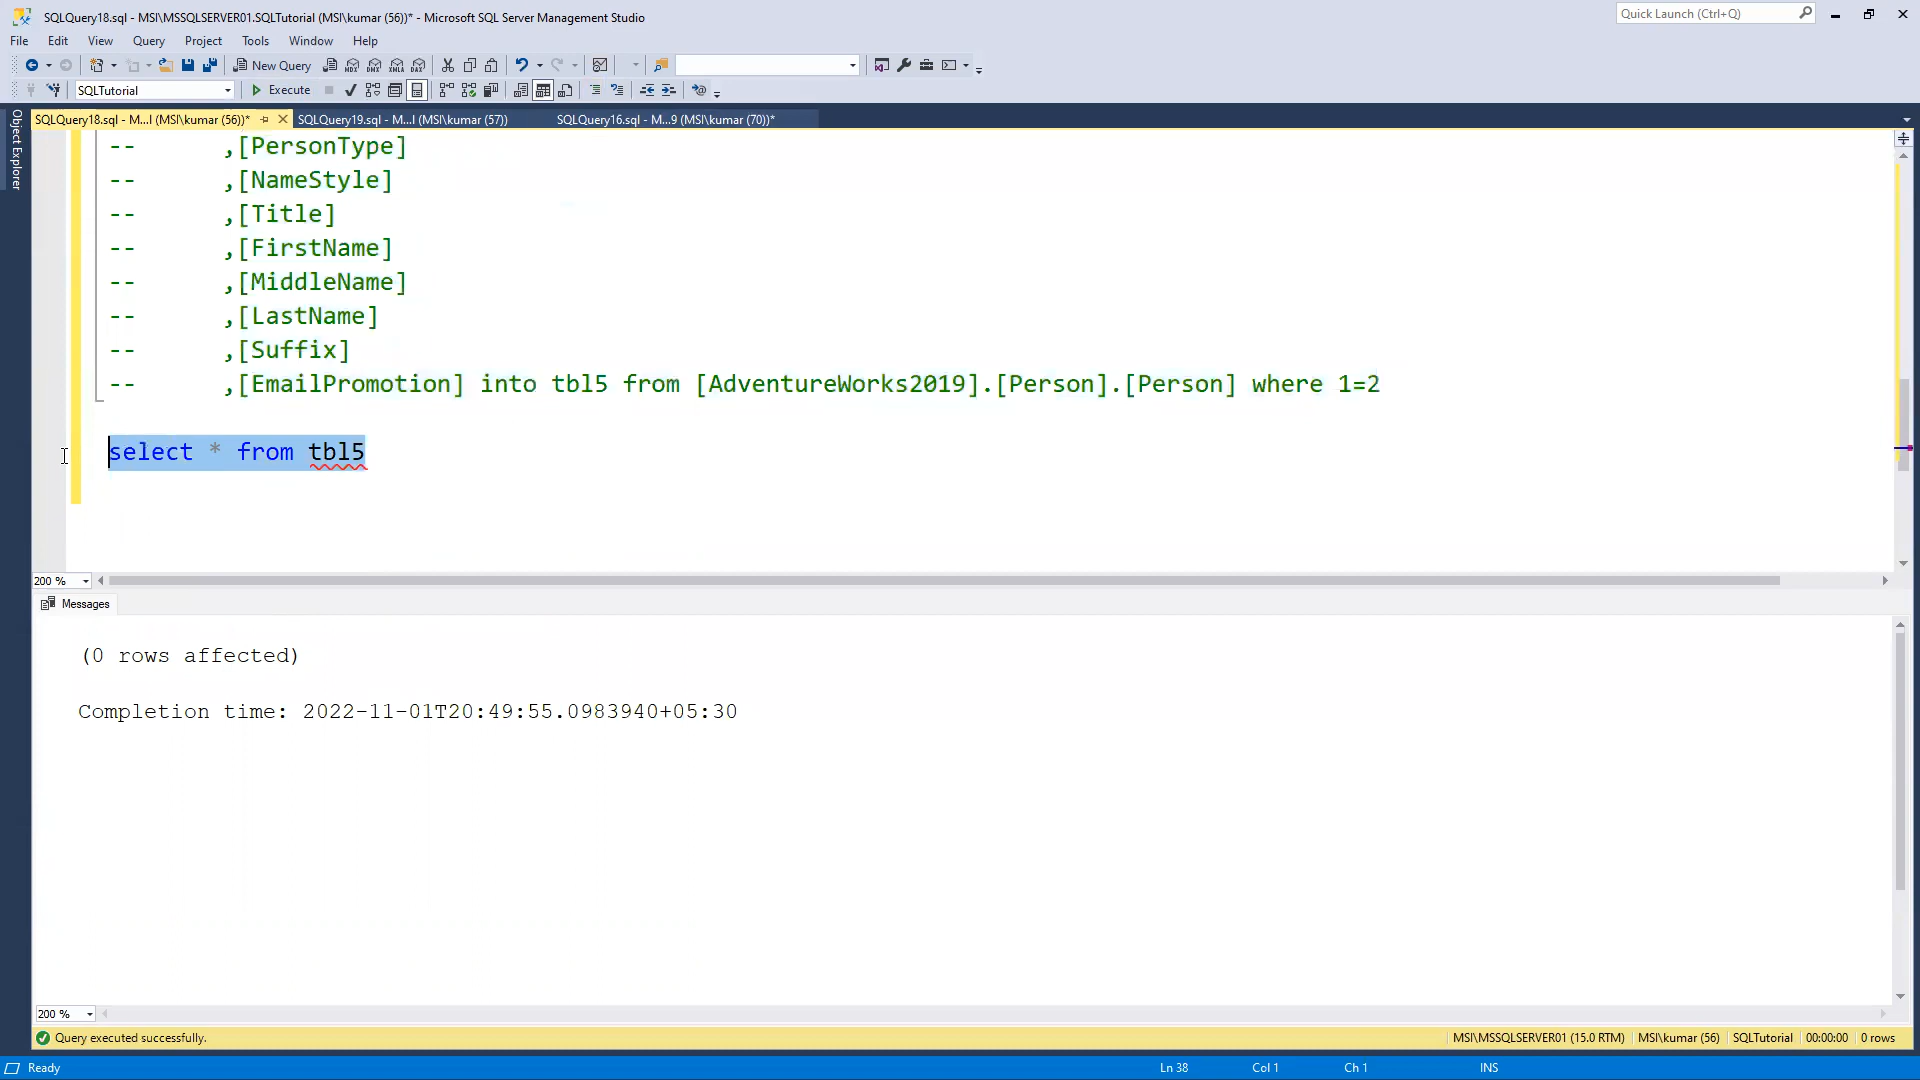 SQLQuery18.sql - MSI\MSSQLSERVER01.SQLTutorial (MSI\kumar (56))* - Microsoft SQL Server Management Studio
Quick Launch (Ctrl+Q)
File Edit View Query Project Tools Window Help
New Query
SQLTutorial
Execute
SQLQuery18.sql - M...l (MSI\kumar (56))*
SQLQuery19.sql - M...l (MSI\kumar (57))
SQLQuery16.sql - M...9 (MSI\kumar (70))*
Object Explorer
-- ,[PersonType]
-- ,[NameStyle]
-- ,[Title]
-- ,[FirstName]
-- ,[MiddleName]
-- ,[LastName]
-- ,[Suffix]
-- ,[EmailPromotion] into tbl5 from [AdventureWorks2019].[Person].[Person] where 1=2
select * from tbl5
200 %
Messages
(0 rows affected)
Completion time: 2022-11-01T20:49:55.0983940+05:30
200 %
Query executed successfully.
MSI\MSSQLSERVER01 (15.0 RTM) MSI\kumar (56) SQLTutorial 00:00:00 0 rows
Ready
Ln 38
Col 1
Ch 1
INS